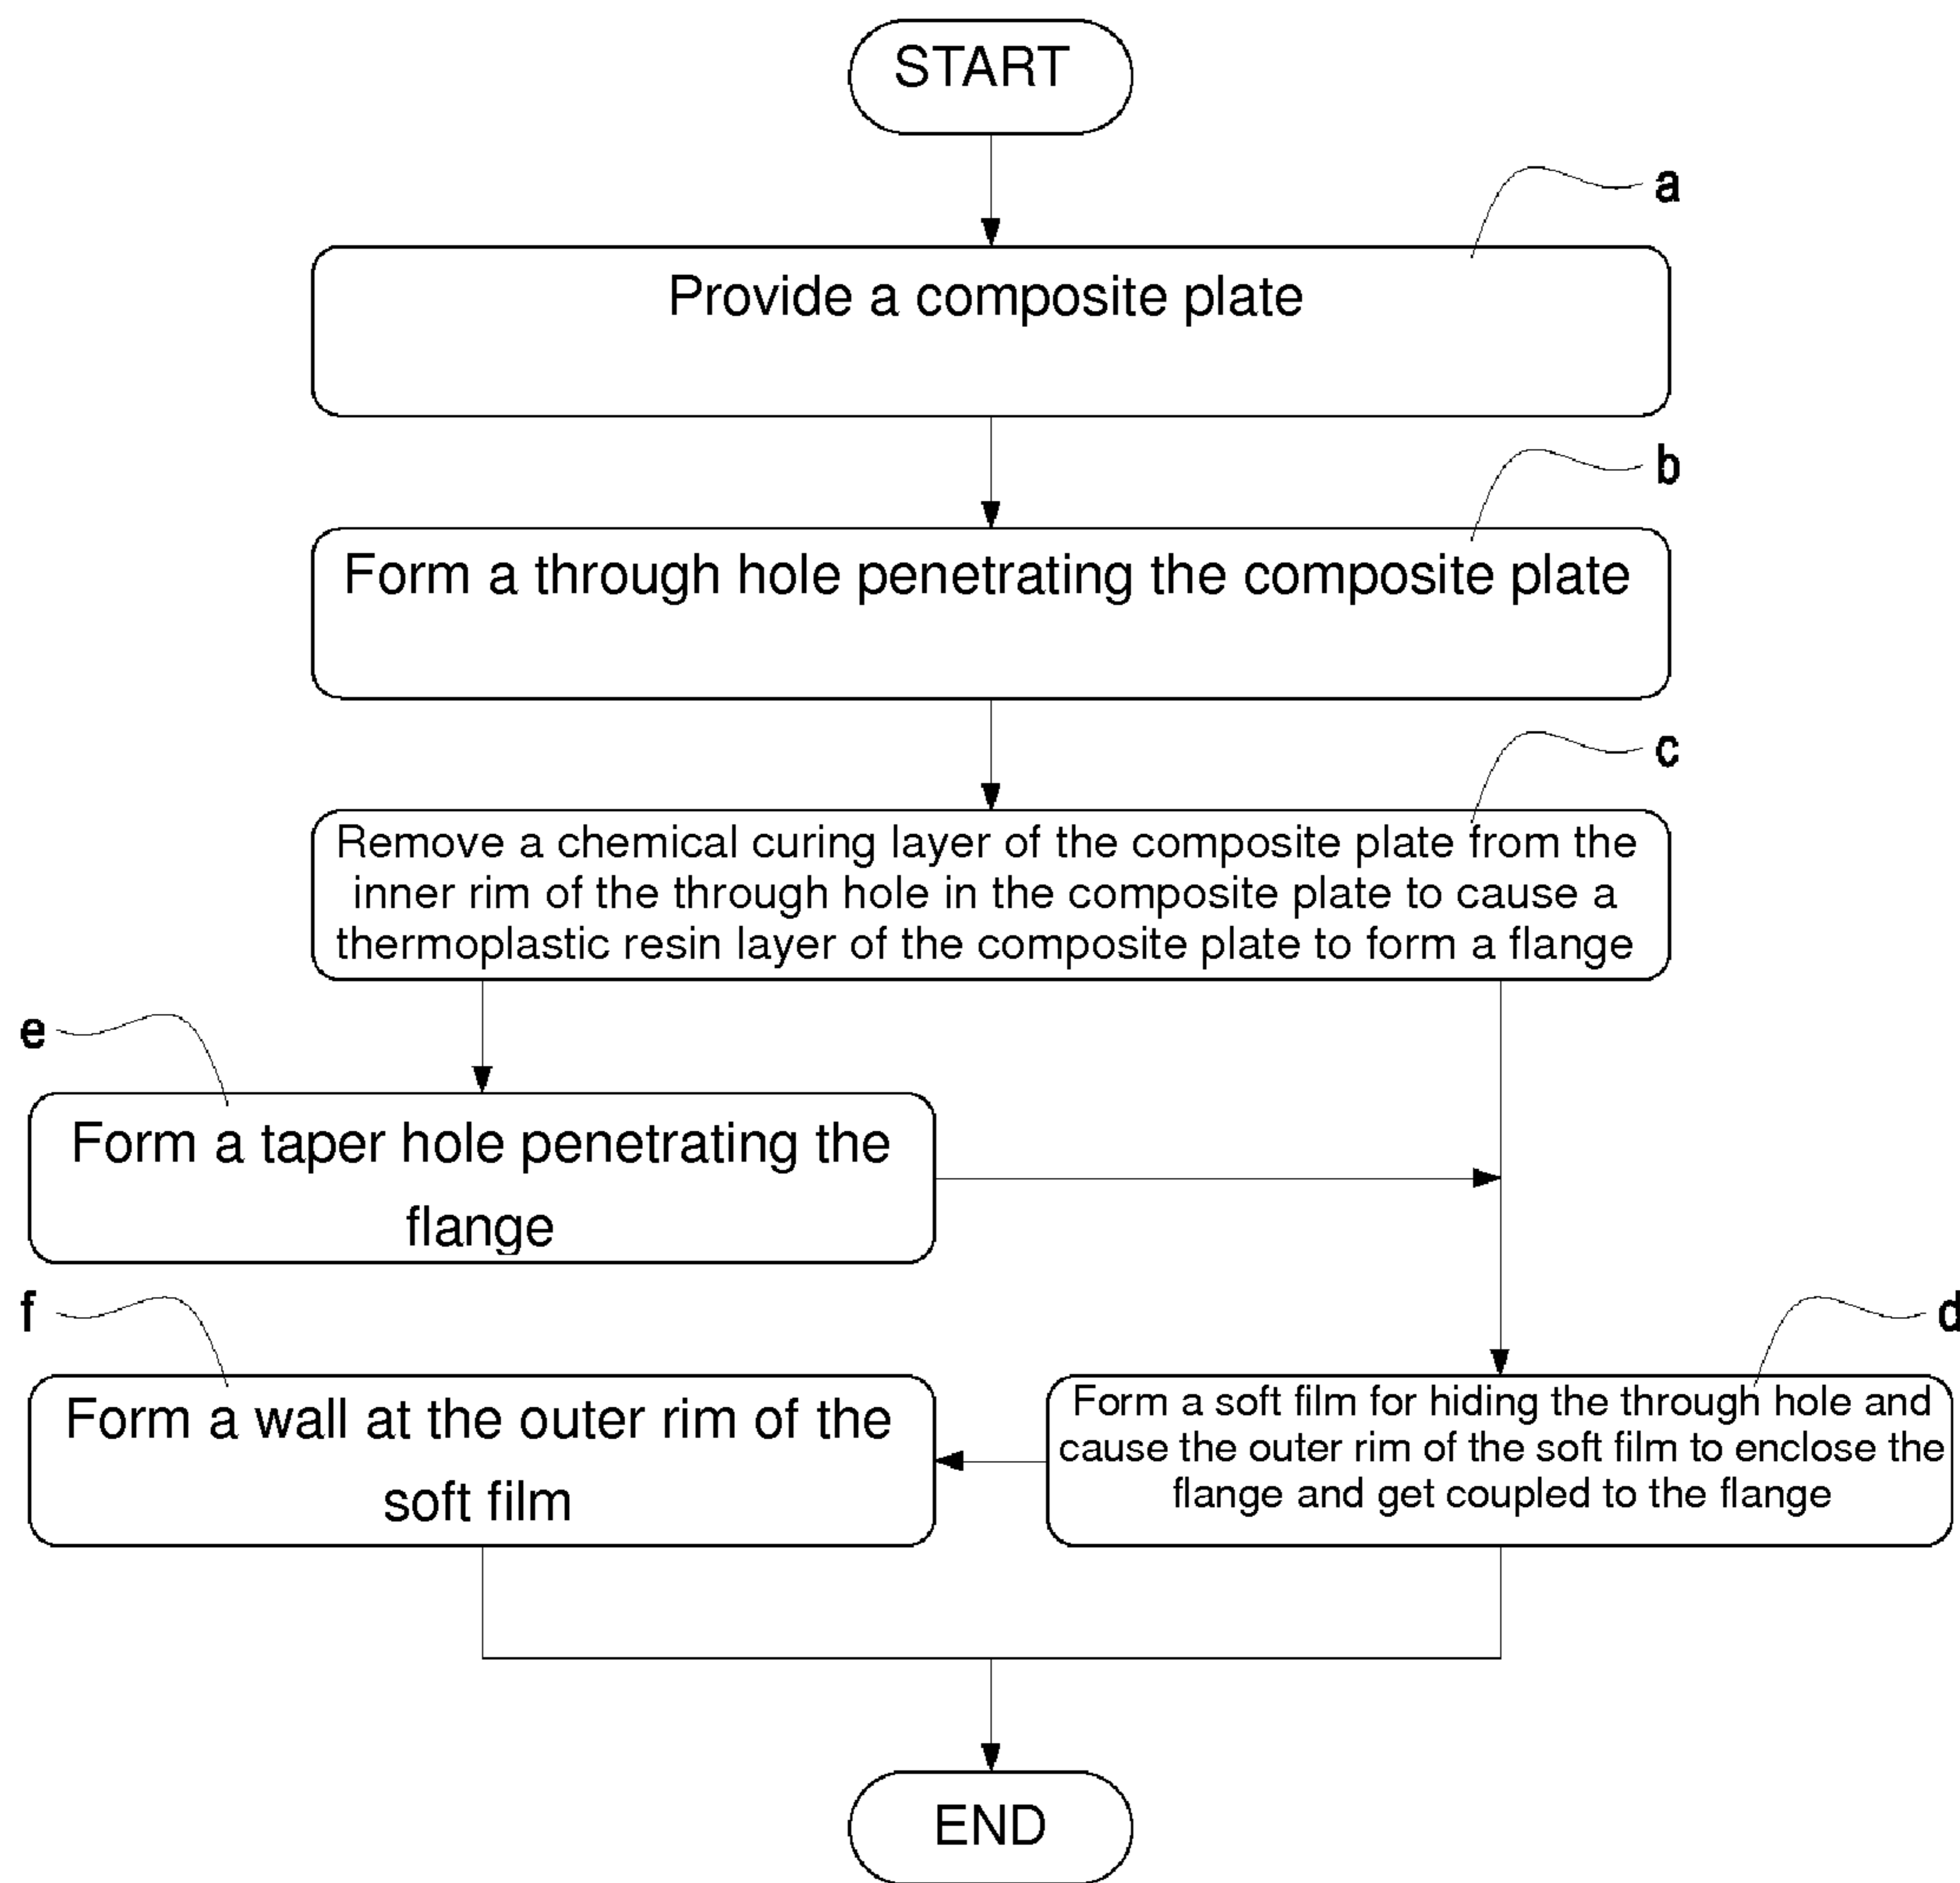 START
a
Provide a composite plate
b
Form a through hole penetrating the composite plate
c
Remove a chemical curing layer of the composite plate from the
inner rim of the through hole in the composite plate to cause a
thermoplastic resin layer of the composite plate to form a flange
e
Form a taper hole penetrating the
flange
f
Form a wall at the outer rim of the
soft film
d
Form a soft film for hiding the through hole and
cause the outer rim of the soft film to enclose the
flange and get coupled to the flange
END